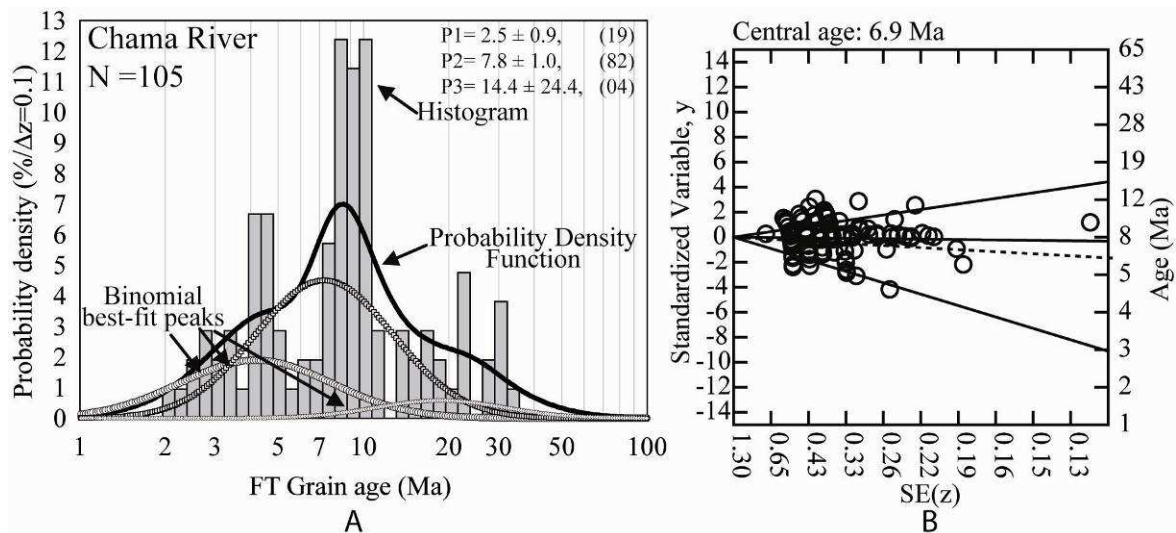 Chama River
N =105
P1= 2.5 ± 0.9, (19)
P2= 7.8 ± 1.0, (82)
P3= 14.4 ± 24.4, (04)
Histogram
Probability Density
Function
Binomial
best-fit peaks
Probability density (%/Δz=0.1)
13
12
11
10
9
8
7
6
5
4
3
2
1
0
1 2 3 5 7 10 20 30 50 100
FT Grain age (Ma)
A
Central age: 6.9 Ma
Standardized Variable, y
14
12
10
8
6
4
2
0
-2
-4
-6
-8
-10
-12
-14
65
43
28
19
12
8
5
4
3
2
1
Age (Ma)
1.30 0.65 0.43 0.33 0.26 0.22 0.19 0.16 0.15 0.13
SE(z)
B